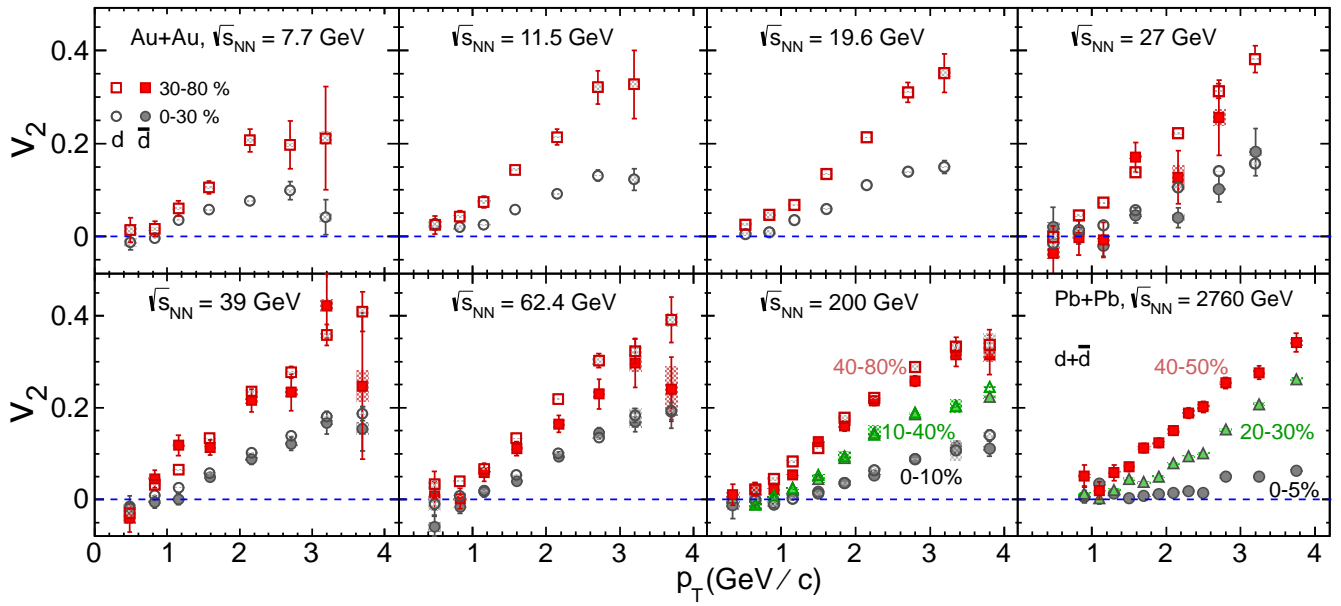 Au+Au, √sNN = 7.7 GeV
√sNN = 11.5 GeV
√sNN = 19.6 GeV
√sNN = 27 GeV
0.4
30-80 %
0-30 %
d d̄
v2
0.2
0
√sNN = 39 GeV
√sNN = 62.4 GeV
√sNN = 200 GeV
Pb+Pb, √sNN = 2760 GeV
0.4
d+d̄
40-80%
40-50%
v2
0.2
10-40%
20-30%
0-10%
0-5%
0
0 1 2 3 4 1 2 3 4 1 2 3 4 1 2 3 4
pT (GeV/c)